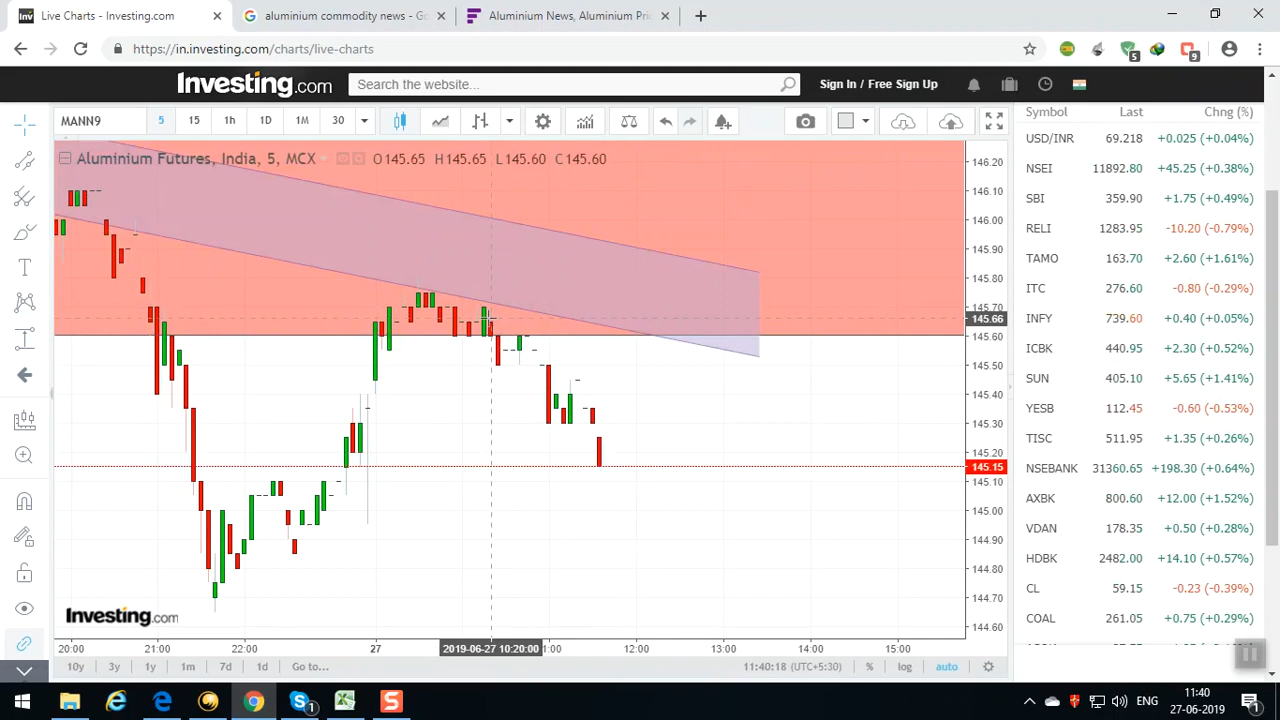 Live Charts - Investing.com
aluminium commodity news - Go
Aluminium News, Aluminium Pric
https://in.investing.com/charts/live-charts
5
9
Investing.com
Search the website...
Sign In / Free Sign Up
MANN9
5
15
1h
1D
1M
30
Aluminium Futures, India, 5, MCX
O145.65 H145.65 L145.60 C145.60
146.20
146.10
146.00
145.90
145.80
145.70
145.66
145.60
145.50
145.40
145.30
145.20
145.15
145.10
145.00
144.90
144.80
144.70
144.60
Investing.com
20:00
21:00
22:00
27
2019-06-27 10:20:00
1:00
12:00
13:00
14:00
15:00
10y
3y
1y
1m
7d
1d
Go to...
11:40:18 (UTC+5:30)
%
log
auto
Symbol Last Chng (%)
USD/INR 69.218 +0.025 (+0.04%)
NSEI 11892.80 +45.25 (+0.38%)
SBI 359.90 +1.75 (+0.49%)
RELI 1283.95 -10.20 (-0.79%)
TAMO 163.70 +2.60 (+1.61%)
ITC 276.60 -0.80 (-0.29%)
INFY 739.60 +0.40 (+0.05%)
ICBK 440.95 +2.30 (+0.52%)
SUN 405.10 +5.65 (+1.41%)
YESB 112.45 -0.60 (-0.53%)
TISC 511.95 +1.35 (+0.26%)
NSEBANK 31360.65 +198.30 (+0.64%)
AXBK 800.60 +12.00 (+1.52%)
VDAN 178.35 +0.50 (+0.28%)
HDBK 2482.00 +14.10 (+0.57%)
CL 59.15 -0.23 (-0.39%)
COAL 261.05 +0.75 (+0.29%)
1
ENG
11:40
27-06-2019
1